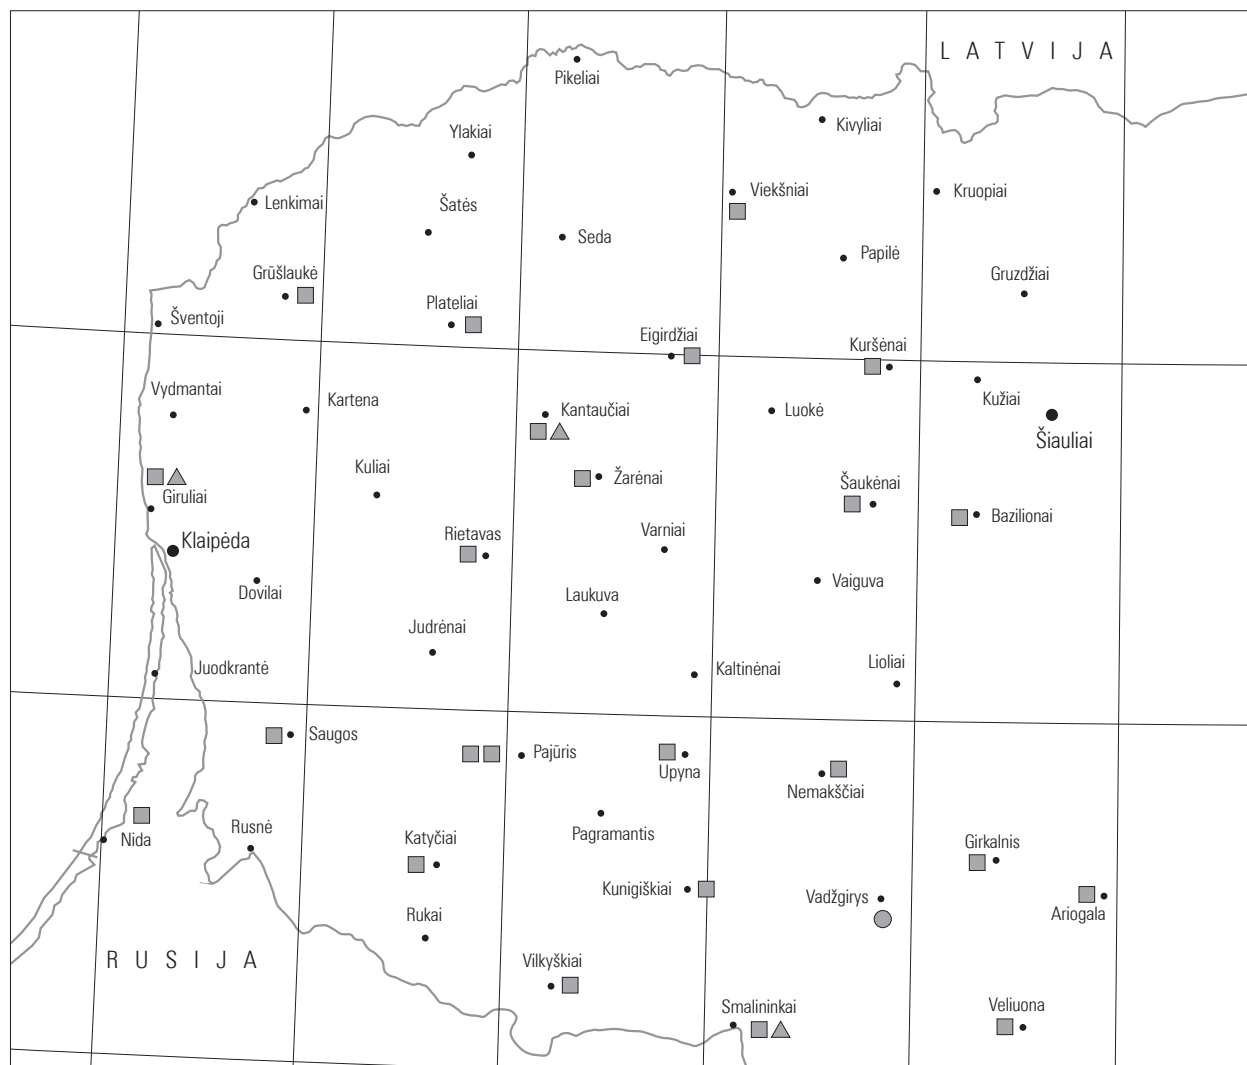 LATVIJA
Pikeliai
Kivyliai
Ylakiai
Viekšniai
Kruopiai
Lenkimai
Šatės
Seda
Papilė
Grūšlaukė
Gruzdžiai
Plateliai
Šventoji
Eigirdžiai
Kuršėnai
Vydmantai
Kartena
Kantaučiai
Luokė
Kužiai
Šiauliai
Kuliai
Žarėnai
Šaukėnai
Giruliai
Bazilionai
Klaipėda
Rietavas
Varniai
Dovilai
Laukuva
Vaiguva
Judrėnai
Juodkrantė
Kaltinėnai
Lioliai
Saugos
Pajūris
Upyna
Nemakščiai
Nida
Rusnė
Katyčiai
Pagramantis
Girkalnis
Kunigiškiai
Vadžgirys
Ariogala
Rukai
RUSIJA
Vilkyškiai
Smalininkai
Veliuona